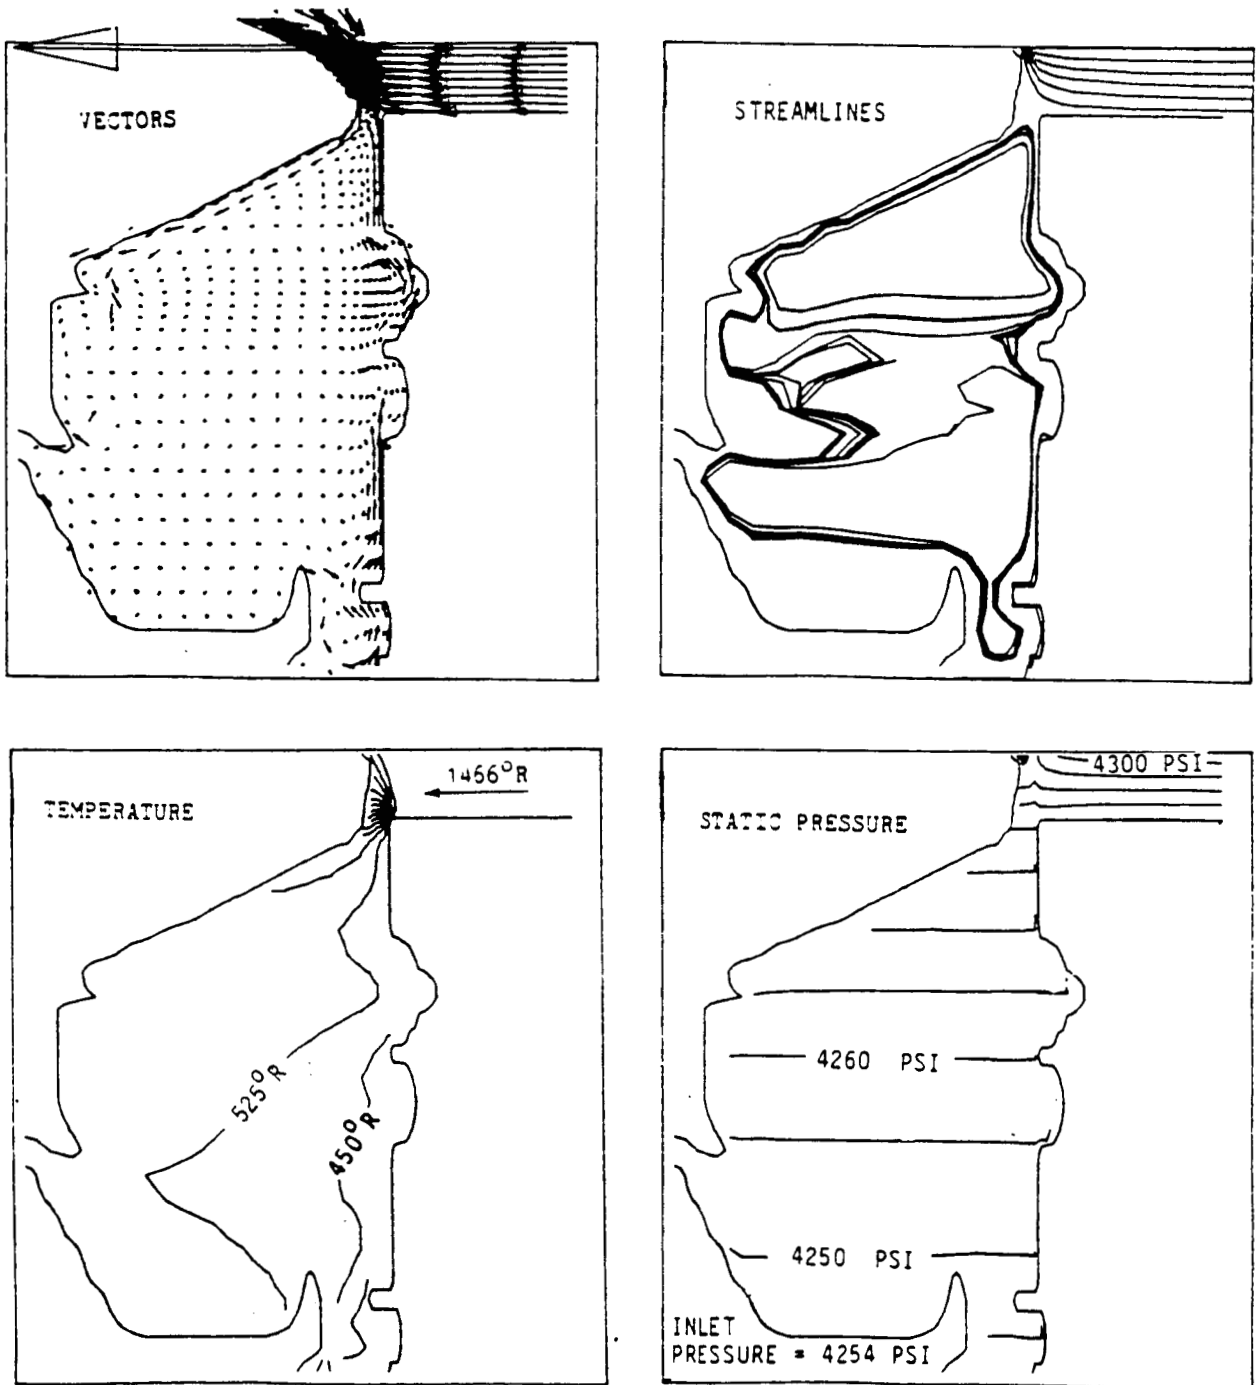 VECTORS
STREAMLINES
TEMPERATURE
1466°R
525°R
450°R
4300 PSI
STATIC PRESSURE
4260 PSI
4250 PSI
INLET
PRESSURE = 4254 PSI